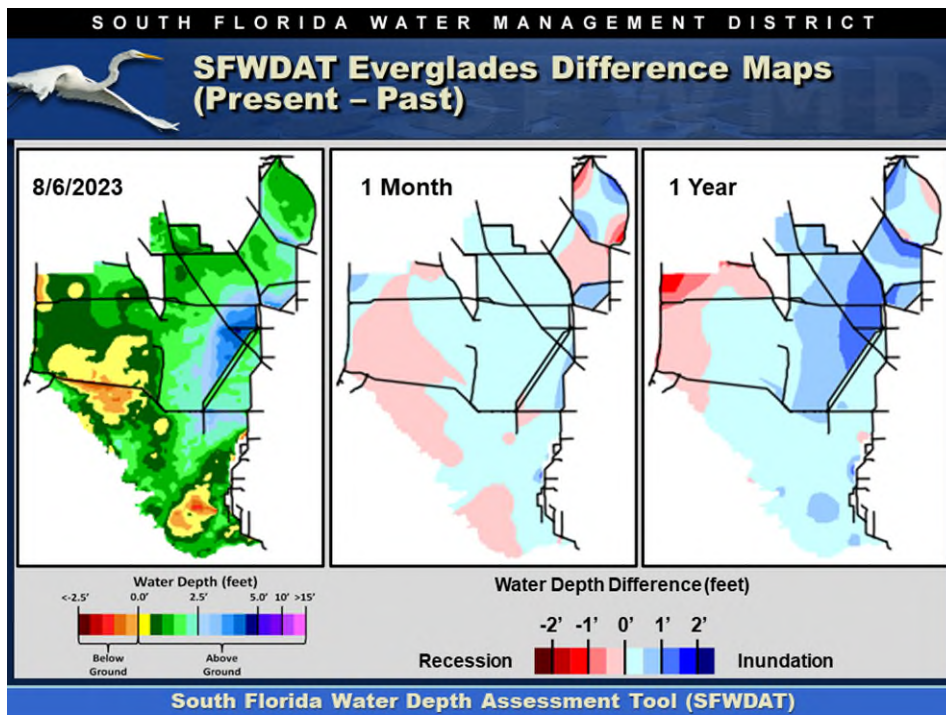 SOUTH FLORIDA WATER MANAGEMENT DISTRICT
SFWDAT Everglades Difference Maps
(Present – Past)
SFWMD
8/6/2023
1 Month
1 Year
Water Depth (feet)
<-2.5' 0.0' 2.5' 5.0' 10' >15'
Below
Ground
Above
Ground
Water Depth Difference (feet)
-2' -1' 0' 1' 2'
Recession
Inundation
South Florida Water Depth Assessment Tool (SFWDAT)